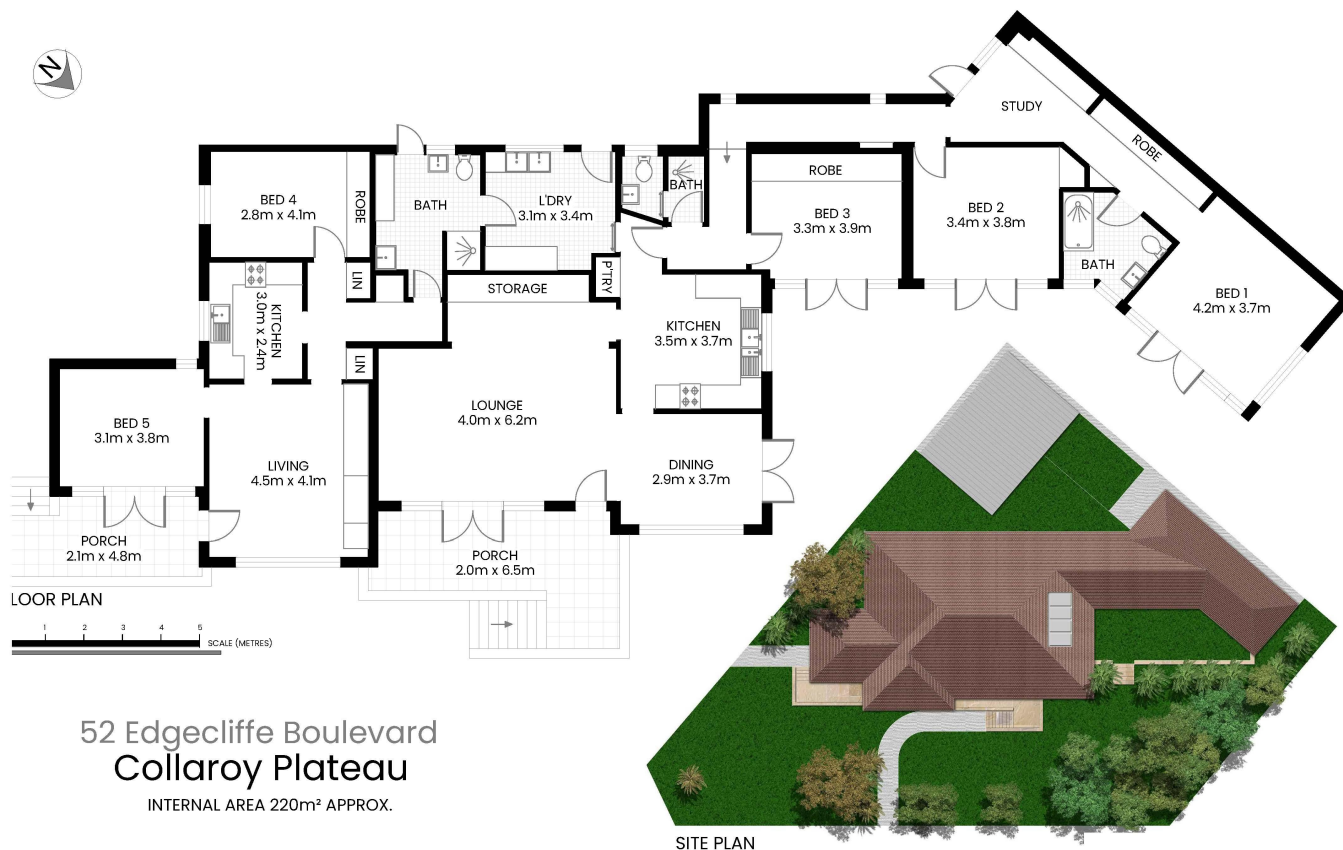 N
STUDY
ROBE
BED 4
2.8m x 4.1m
ROBE
BATH
L'DRY
3.1m x 3.4m
BATH
ROBE
BED 3
3.3m x 3.9m
BED 2
3.4m x 3.8m
BATH
BED 1
4.2m x 3.7m
LIN
P'TRY
STORAGE
KITCHEN
3.0m x 2.4m
KITCHEN
3.5m x 3.7m
LIN
BED 5
3.1m x 3.8m
LOUNGE
4.0m x 6.2m
LIVING
4.5m x 4.1m
DINING
2.9m x 3.7m
PORCH
2.1m x 4.8m
PORCH
2.0m x 6.5m
LOOR PLAN
1 2 3 4 5
SCALE (METRES)
52 Edgecliffe Boulevard
Collaroy Plateau
INTERNAL AREA 220m² APPROX.
SITE PLAN